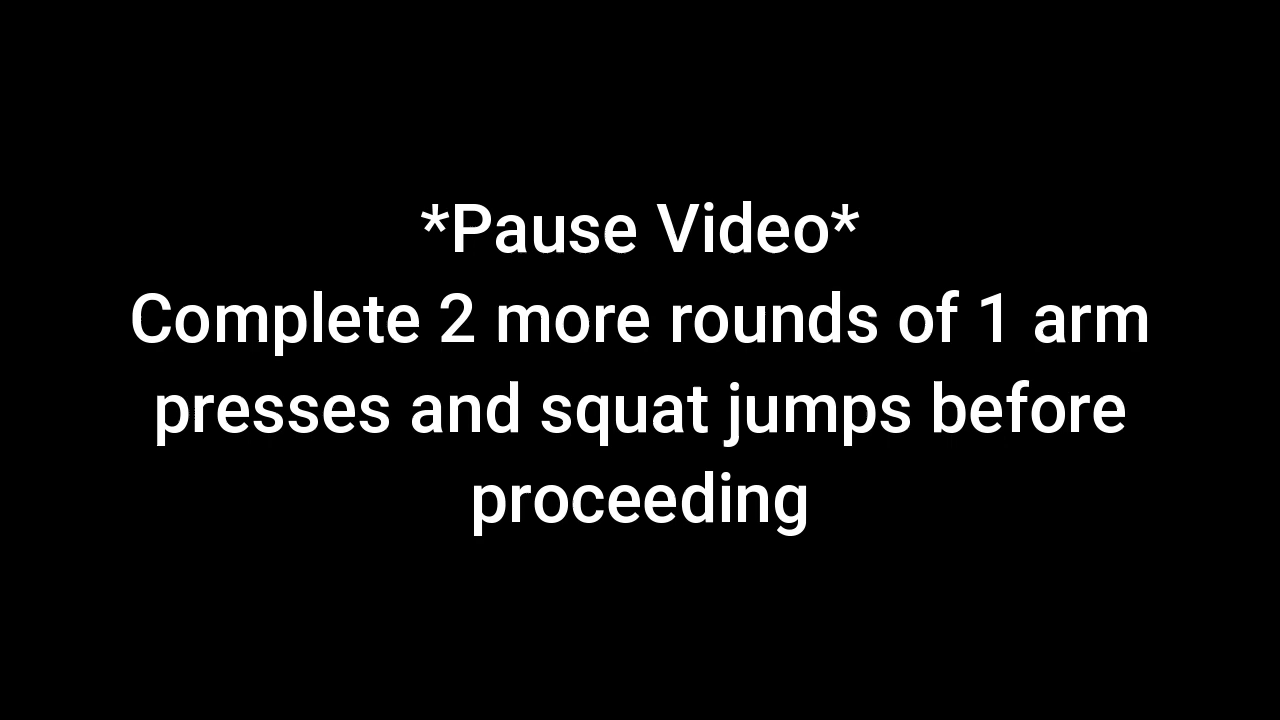 *Pause Video*
Complete 2 more rounds of 1 arm
presses and squat jumps before
proceeding